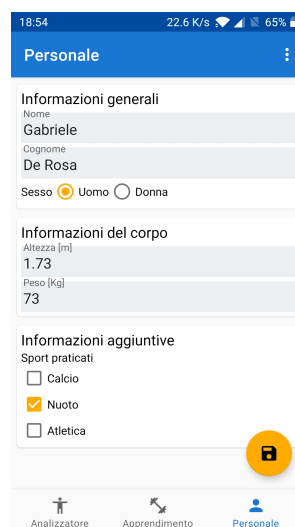 18:54 22.6 K/s 65%
Personale
Informazioni generali
Nome
Gabriele
Cognome
De Rosa
Sesso Uomo Donna
Informazioni del corpo
Altezza [m]
1.73
Peso [Kg]
73
Informazioni aggiuntive
Sport praticati
Calcio
Nuoto
Atletica
Analizzatore Apprendimento Personale